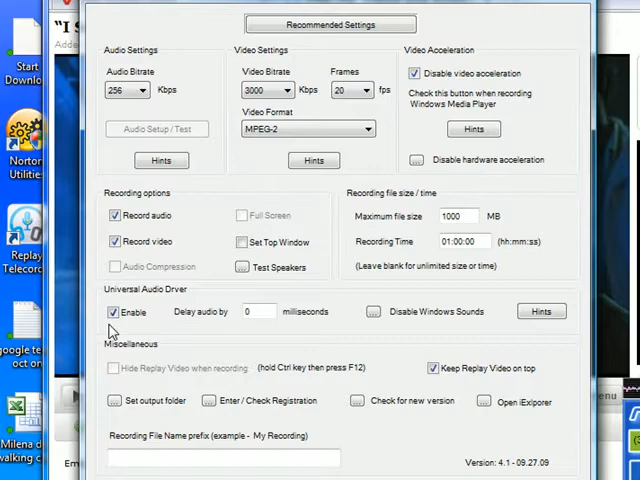 Recommended Settings
"I S
Added
Start
Downlo
Norton
Utilities
Replay
Telecord
google te
oct on
Milena d
walking c
Audio Settings
Audio Bitrate
256 Kbps
Audio Setup / Test
Hints
Video Settings
Video Bitrate Frames
3000 Kbps 20 fps
Video Format
MPEG-2
Hints
Video Acceleration
Disable video acceleration
Check this button when recording
Windows Media Player
Hints
... Disable hardware acceleration
Recording options
Record audio Full Screen
Record video Set Top Window
Audio Compression ... Test Speakers
Recording file size / time
Maximum file size 1000 MB
Recording Time 01:00:00 (hh:mm:ss)
(Leave blank for unlimited size or time)
Universal Audio Drver
Enable Delay audio by 0 milliseconds ... Disable Windows Sounds Hints
Miscellaneous
Hide Replay Video when recording (hold Ctrl key then press F12) Keep Replay Video on top
... Set output folder ... Enter / Check Registration ... Check for new version ... Open iExlporer
Recording File Name prefix (example - My Recording)
Version: 4.1 - 09.27.09
Em
enu